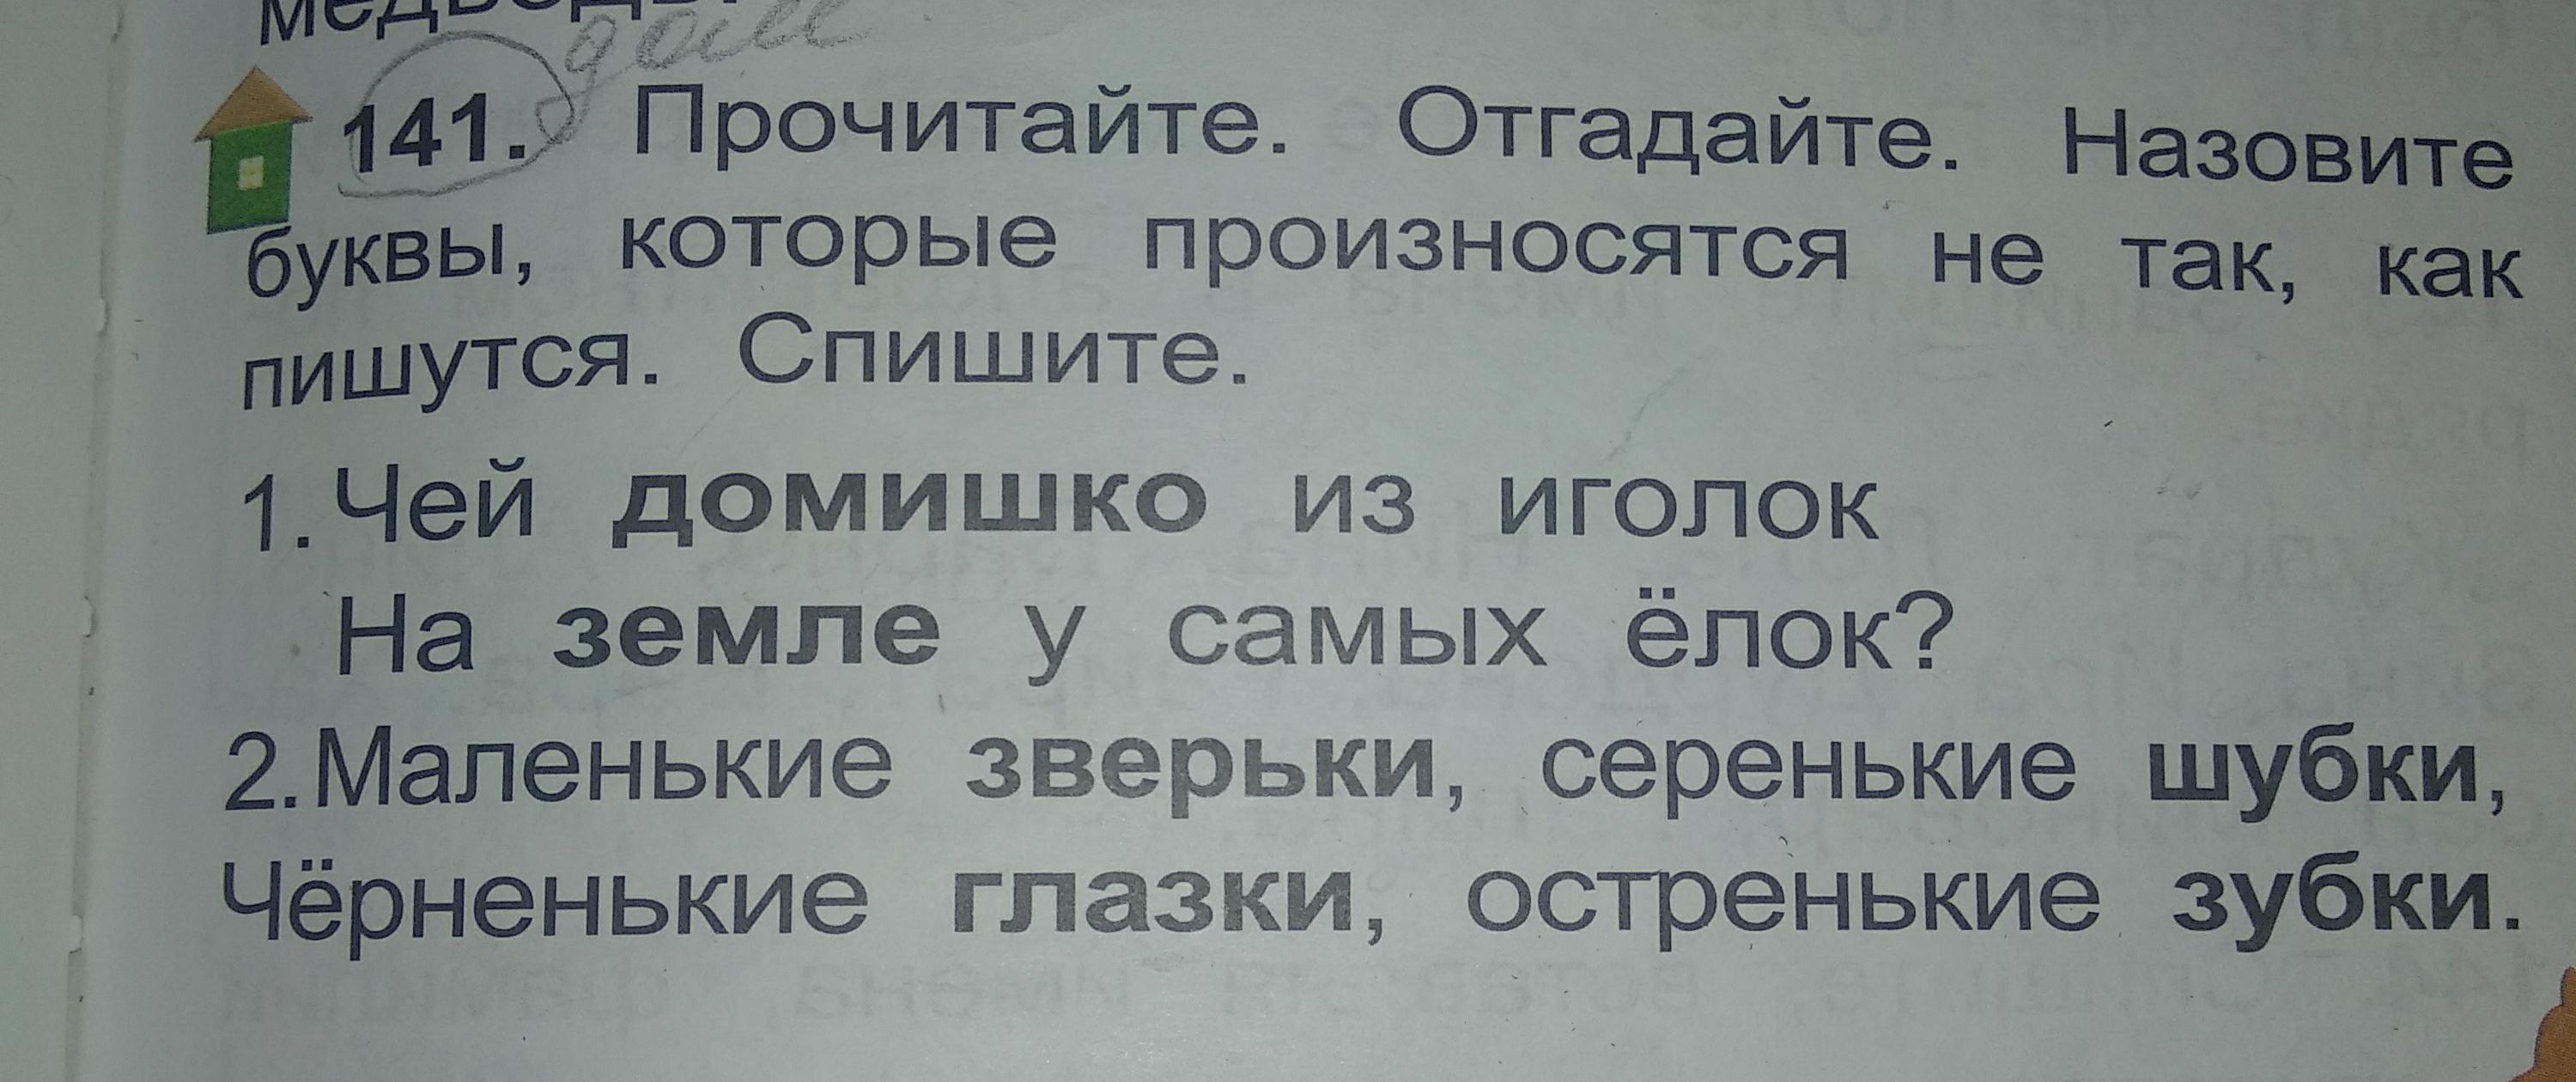 дом
141. Прочитайте. Отгадайте. Назовите
буквы, которые произносятся не так, как
пишутся. Спишите.
1. Чей домишко из иголок
На земле у самых ёлок?
2. Маленькие зверьки, серенькие шубки,
Чёрненькие глазки, остренькие зубки.